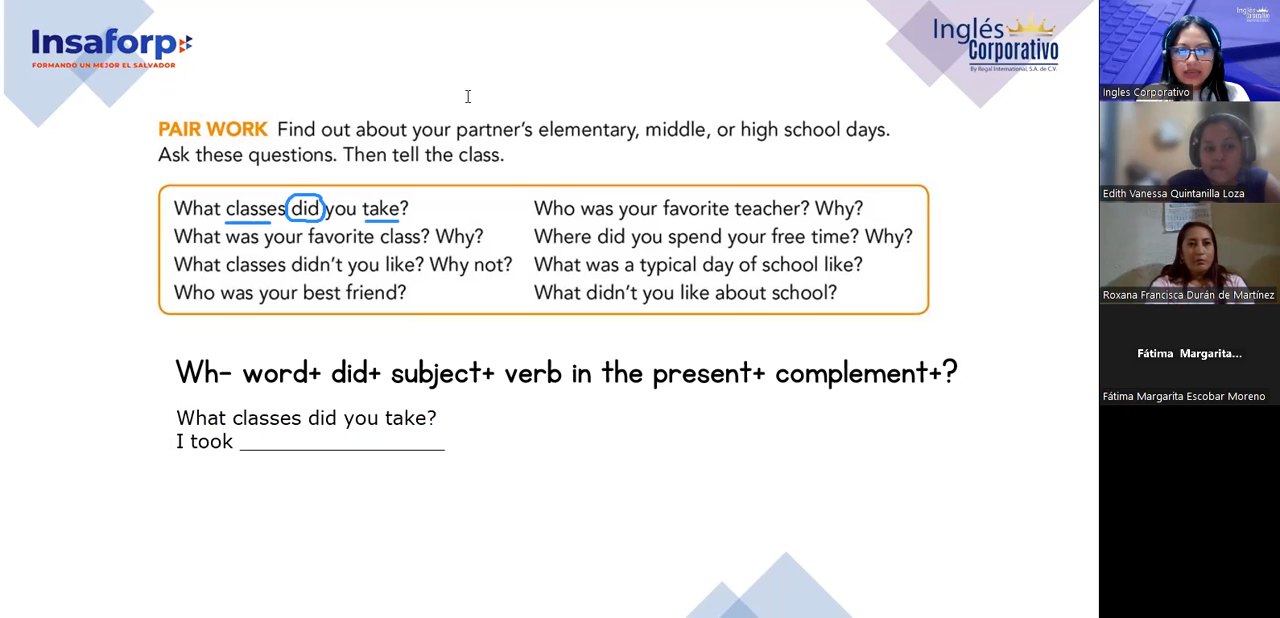 Insaforp
FORMANDO UN MEJOR EL SALVADOR
Inglés
Corporativo
By Regal International, S.A. de C.V.
PAIR WORK Find out about your partner's elementary, middle, or high school days.
Ask these questions. Then tell the class.
What classes did you take?
What was your favorite class? Why?
What classes didn't you like? Why not?
Who was your best friend?
Who was your favorite teacher? Why?
Where did you spend your free time? Why?
What was a typical day of school like?
What didn't you like about school?
Wh- word+ did+ subject+ verb in the present+ complement+?
What classes did you take?
I took ____________________
Inglés
Ingles Corporativo
Edith Vanessa Quintanilla Loza
Roxana Francisca Durán de Martínez
Fátima Margarita...
Fátima Margarita Escobar Moreno